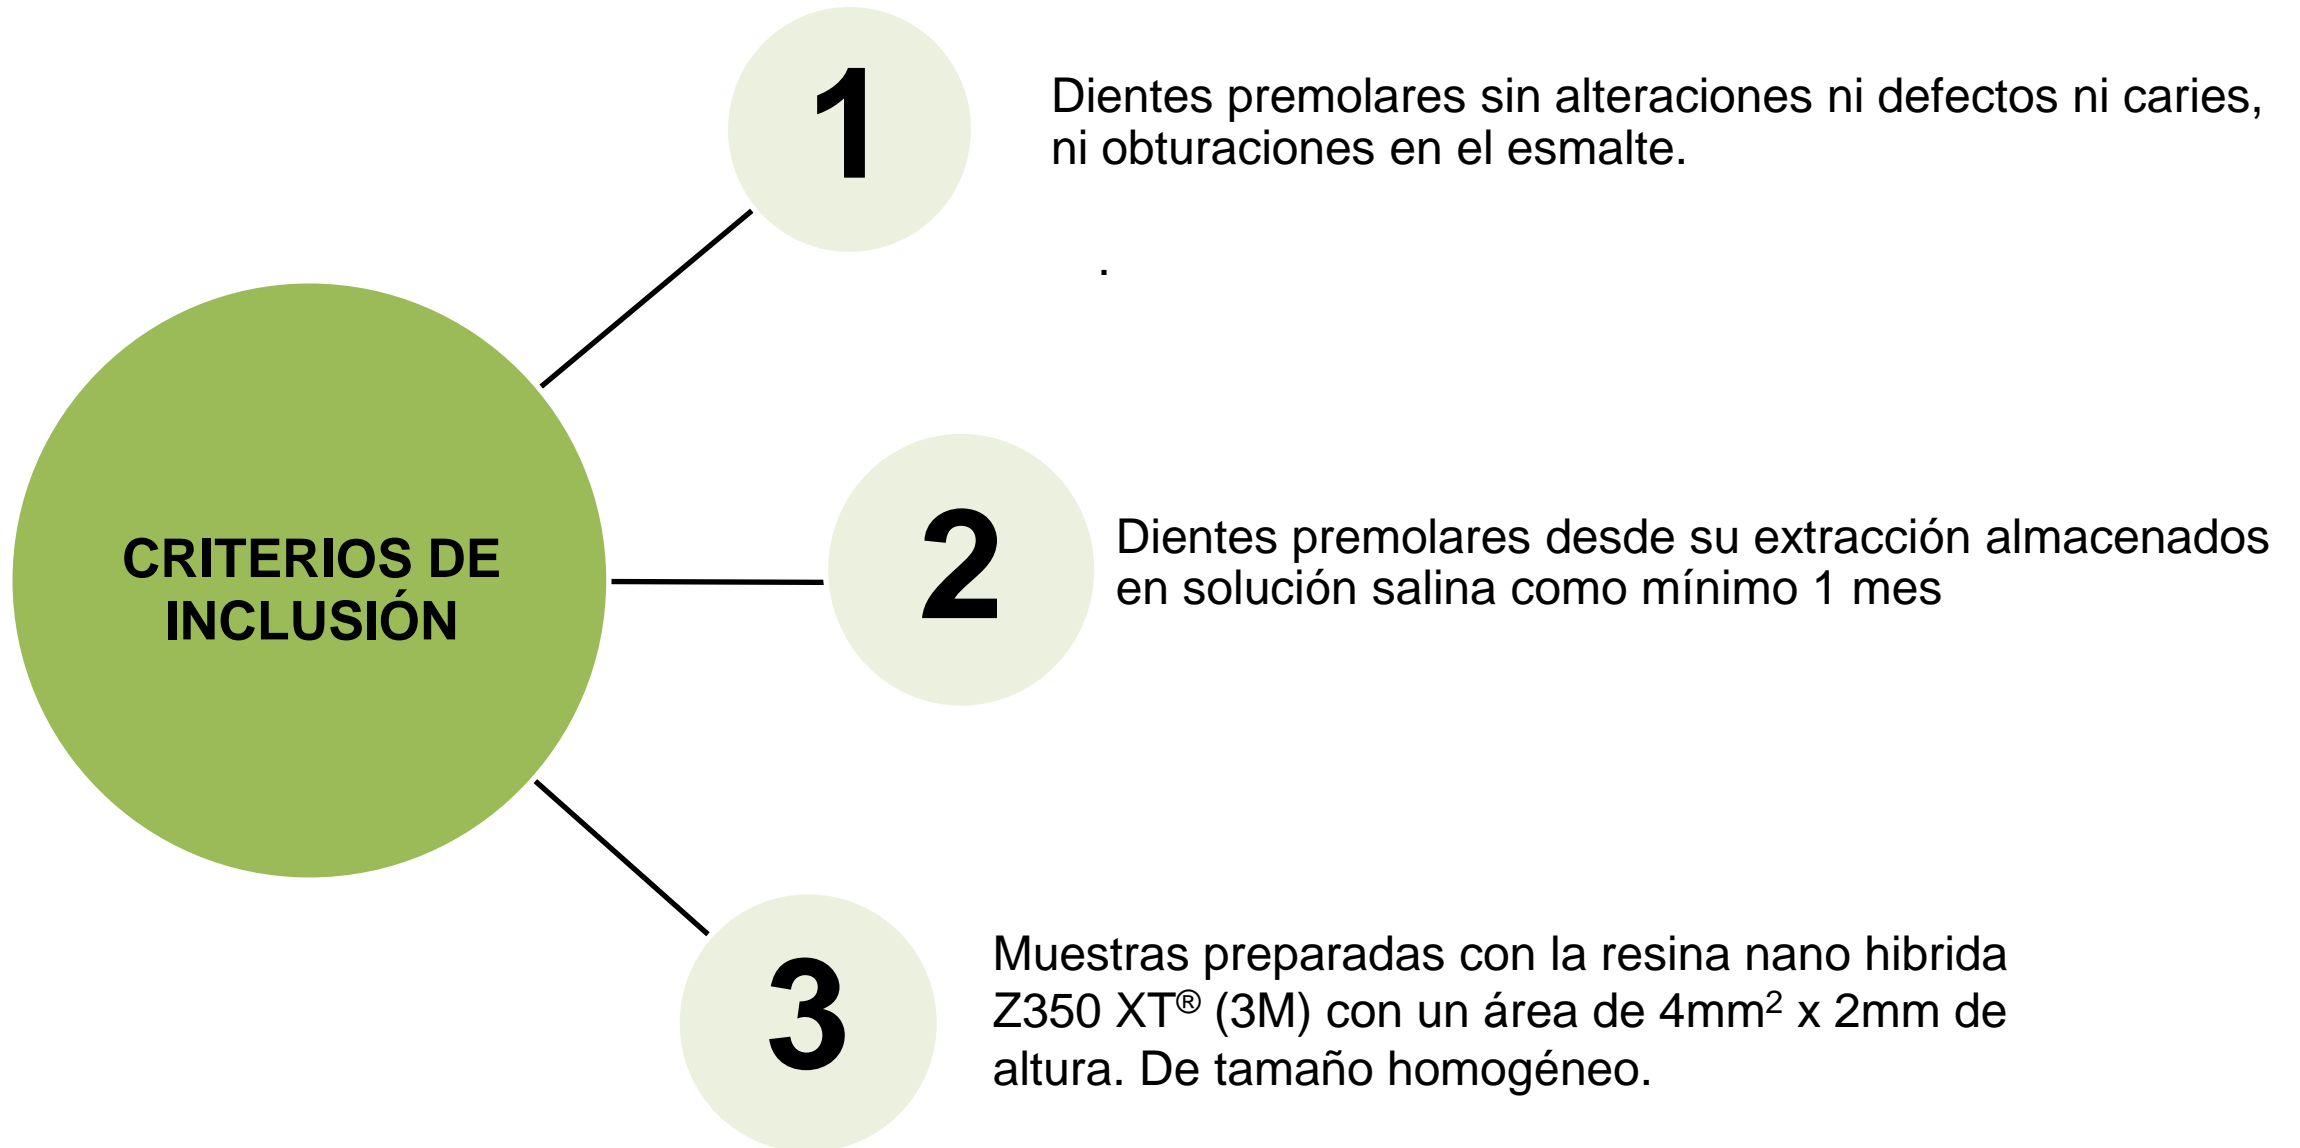 1
Dientes premolares sin alteraciones ni defectos ni caries,
ni obturaciones en el esmalte.
.
CRITERIOS DE
INCLUSIÓN
2
Dientes premolares desde su extracción almacenados
en solución salina como mínimo 1 mes
3
Muestras preparadas con la resina nano hibrida
Z350 XT® (3M) con un área de 4mm² x 2mm de
altura. De tamaño homogéneo.